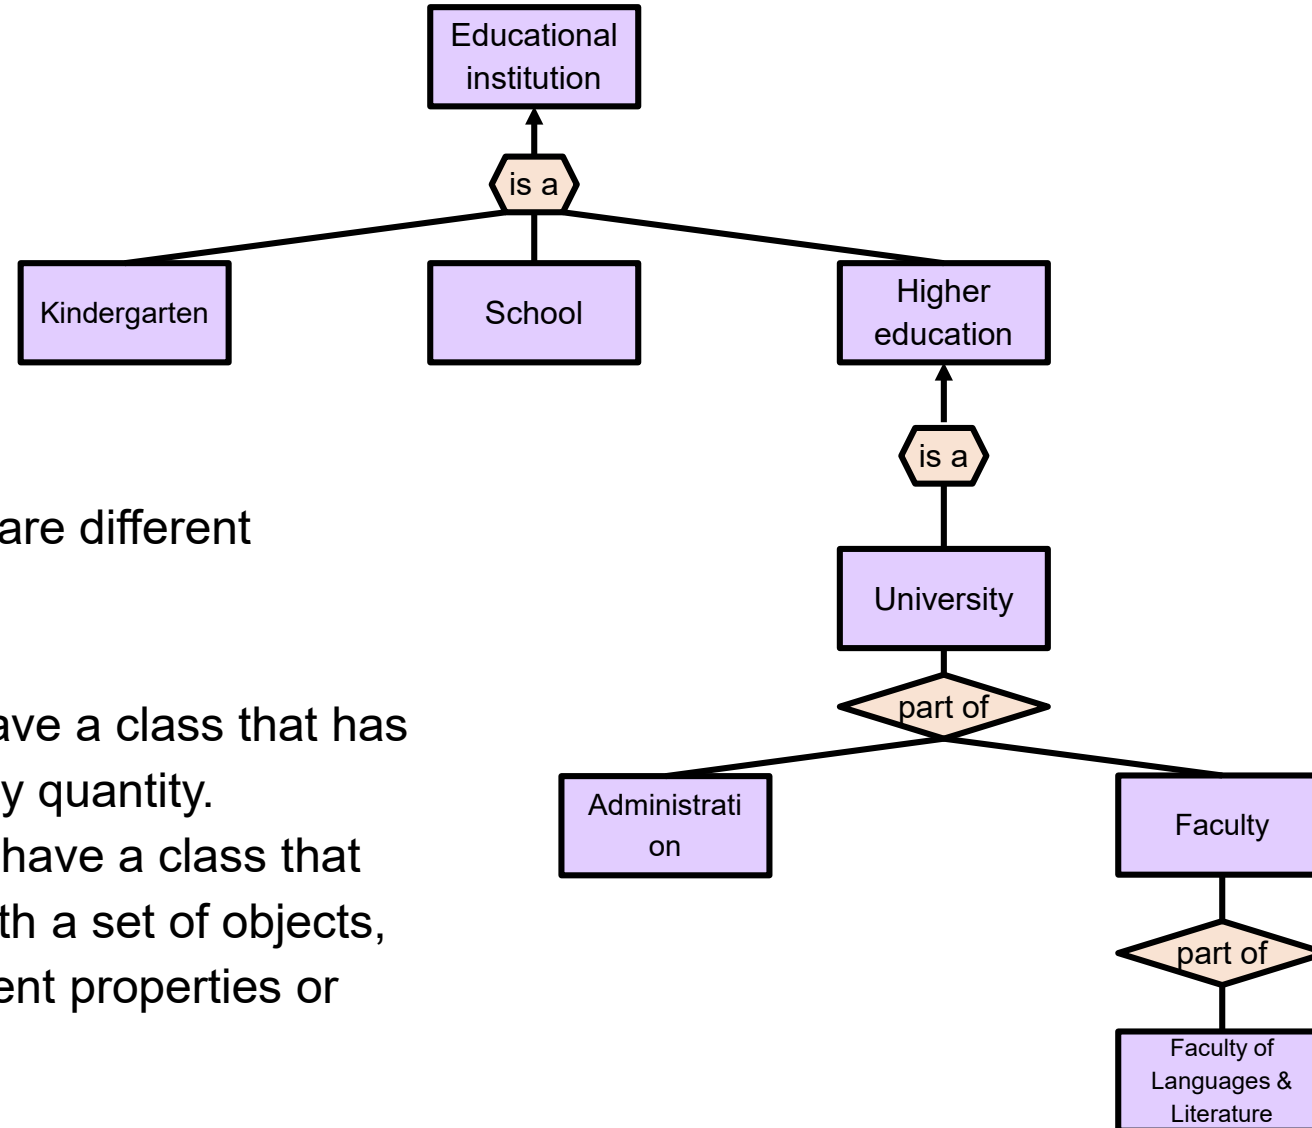 Educational
institution
is a
Kindergarten
School
Higher
education
is a
are different
University
ave a class that has
part of
y quantity.
Administrati
on
Faculty
have a class that
th a set of objects,
part of
ent properties or
Faculty of
Languages &
Literature